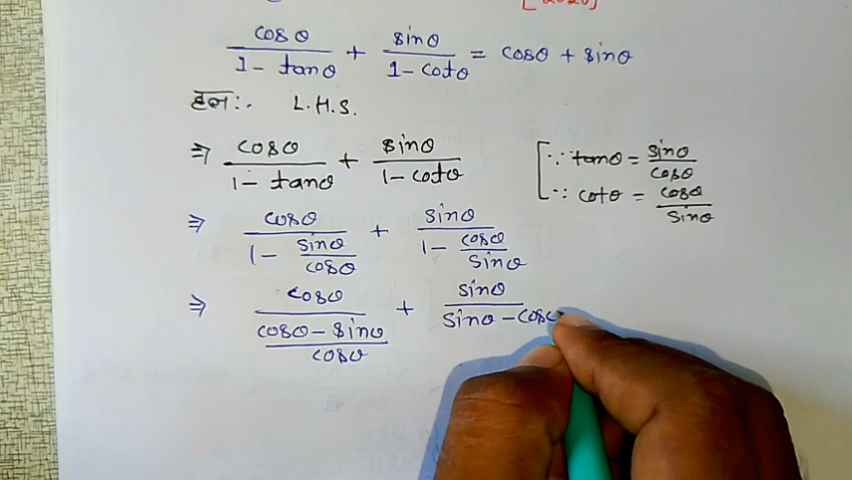 [2020]
cosθ/(1 - tanθ) + sinθ/(1 - cotθ) = cosθ + sinθ
हल:- L.H.S.
⇒ cosθ/(1 - tanθ) + sinθ/(1 - cotθ) [∵ tanθ = sinθ/cosθ
∵ cotθ = cosθ/sinθ
⇒ cosθ/(1 - sinθ/cosθ) + sinθ/(1 - cosθ/sinθ)
⇒ cosθ/((cosθ - sinθ)/cosθ) + sinθ/(sinθ - cos